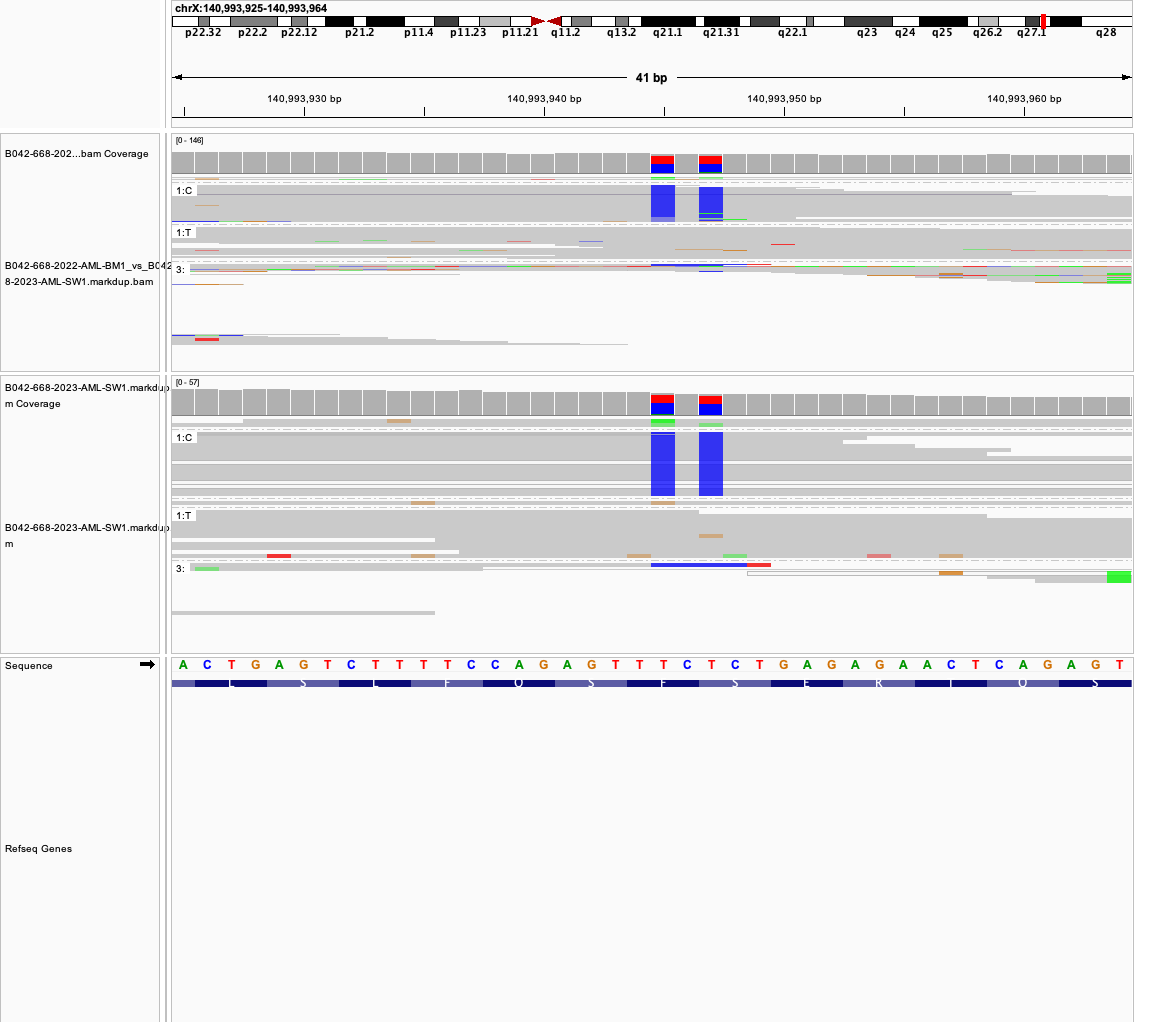 chrX:140,993,925-140,993,964
p22.32 p22.2 p22.12 p21.2 p11.4 p11.23 p11.21 q11.2 q13.2 q21.1 q21.31 q22.1 q23 q24 q25 q26.2 q27.1 q28
41 bp
140,993,930 bp 140,993,940 bp 140,993,950 bp 140,993,960 bp
[0 - 146]
B042-668-202...bam Coverage
1:C
1:T
B042-668-2022-AML-BM1_vs_B042
3:
8-2023-AML-SW1.markdup.bam
[0 - 57]
B042-668-2023-AML-SW1.markdup
m Coverage
1:C
1:T
B042-668-2023-AML-SW1.markdup
m
3:
Sequence
A C T G A G T C T T T T C C A G A G T T T C T C T G A G A G A A C T C A G A G T
L S L F Q S F S E R I Q S
Refseq Genes